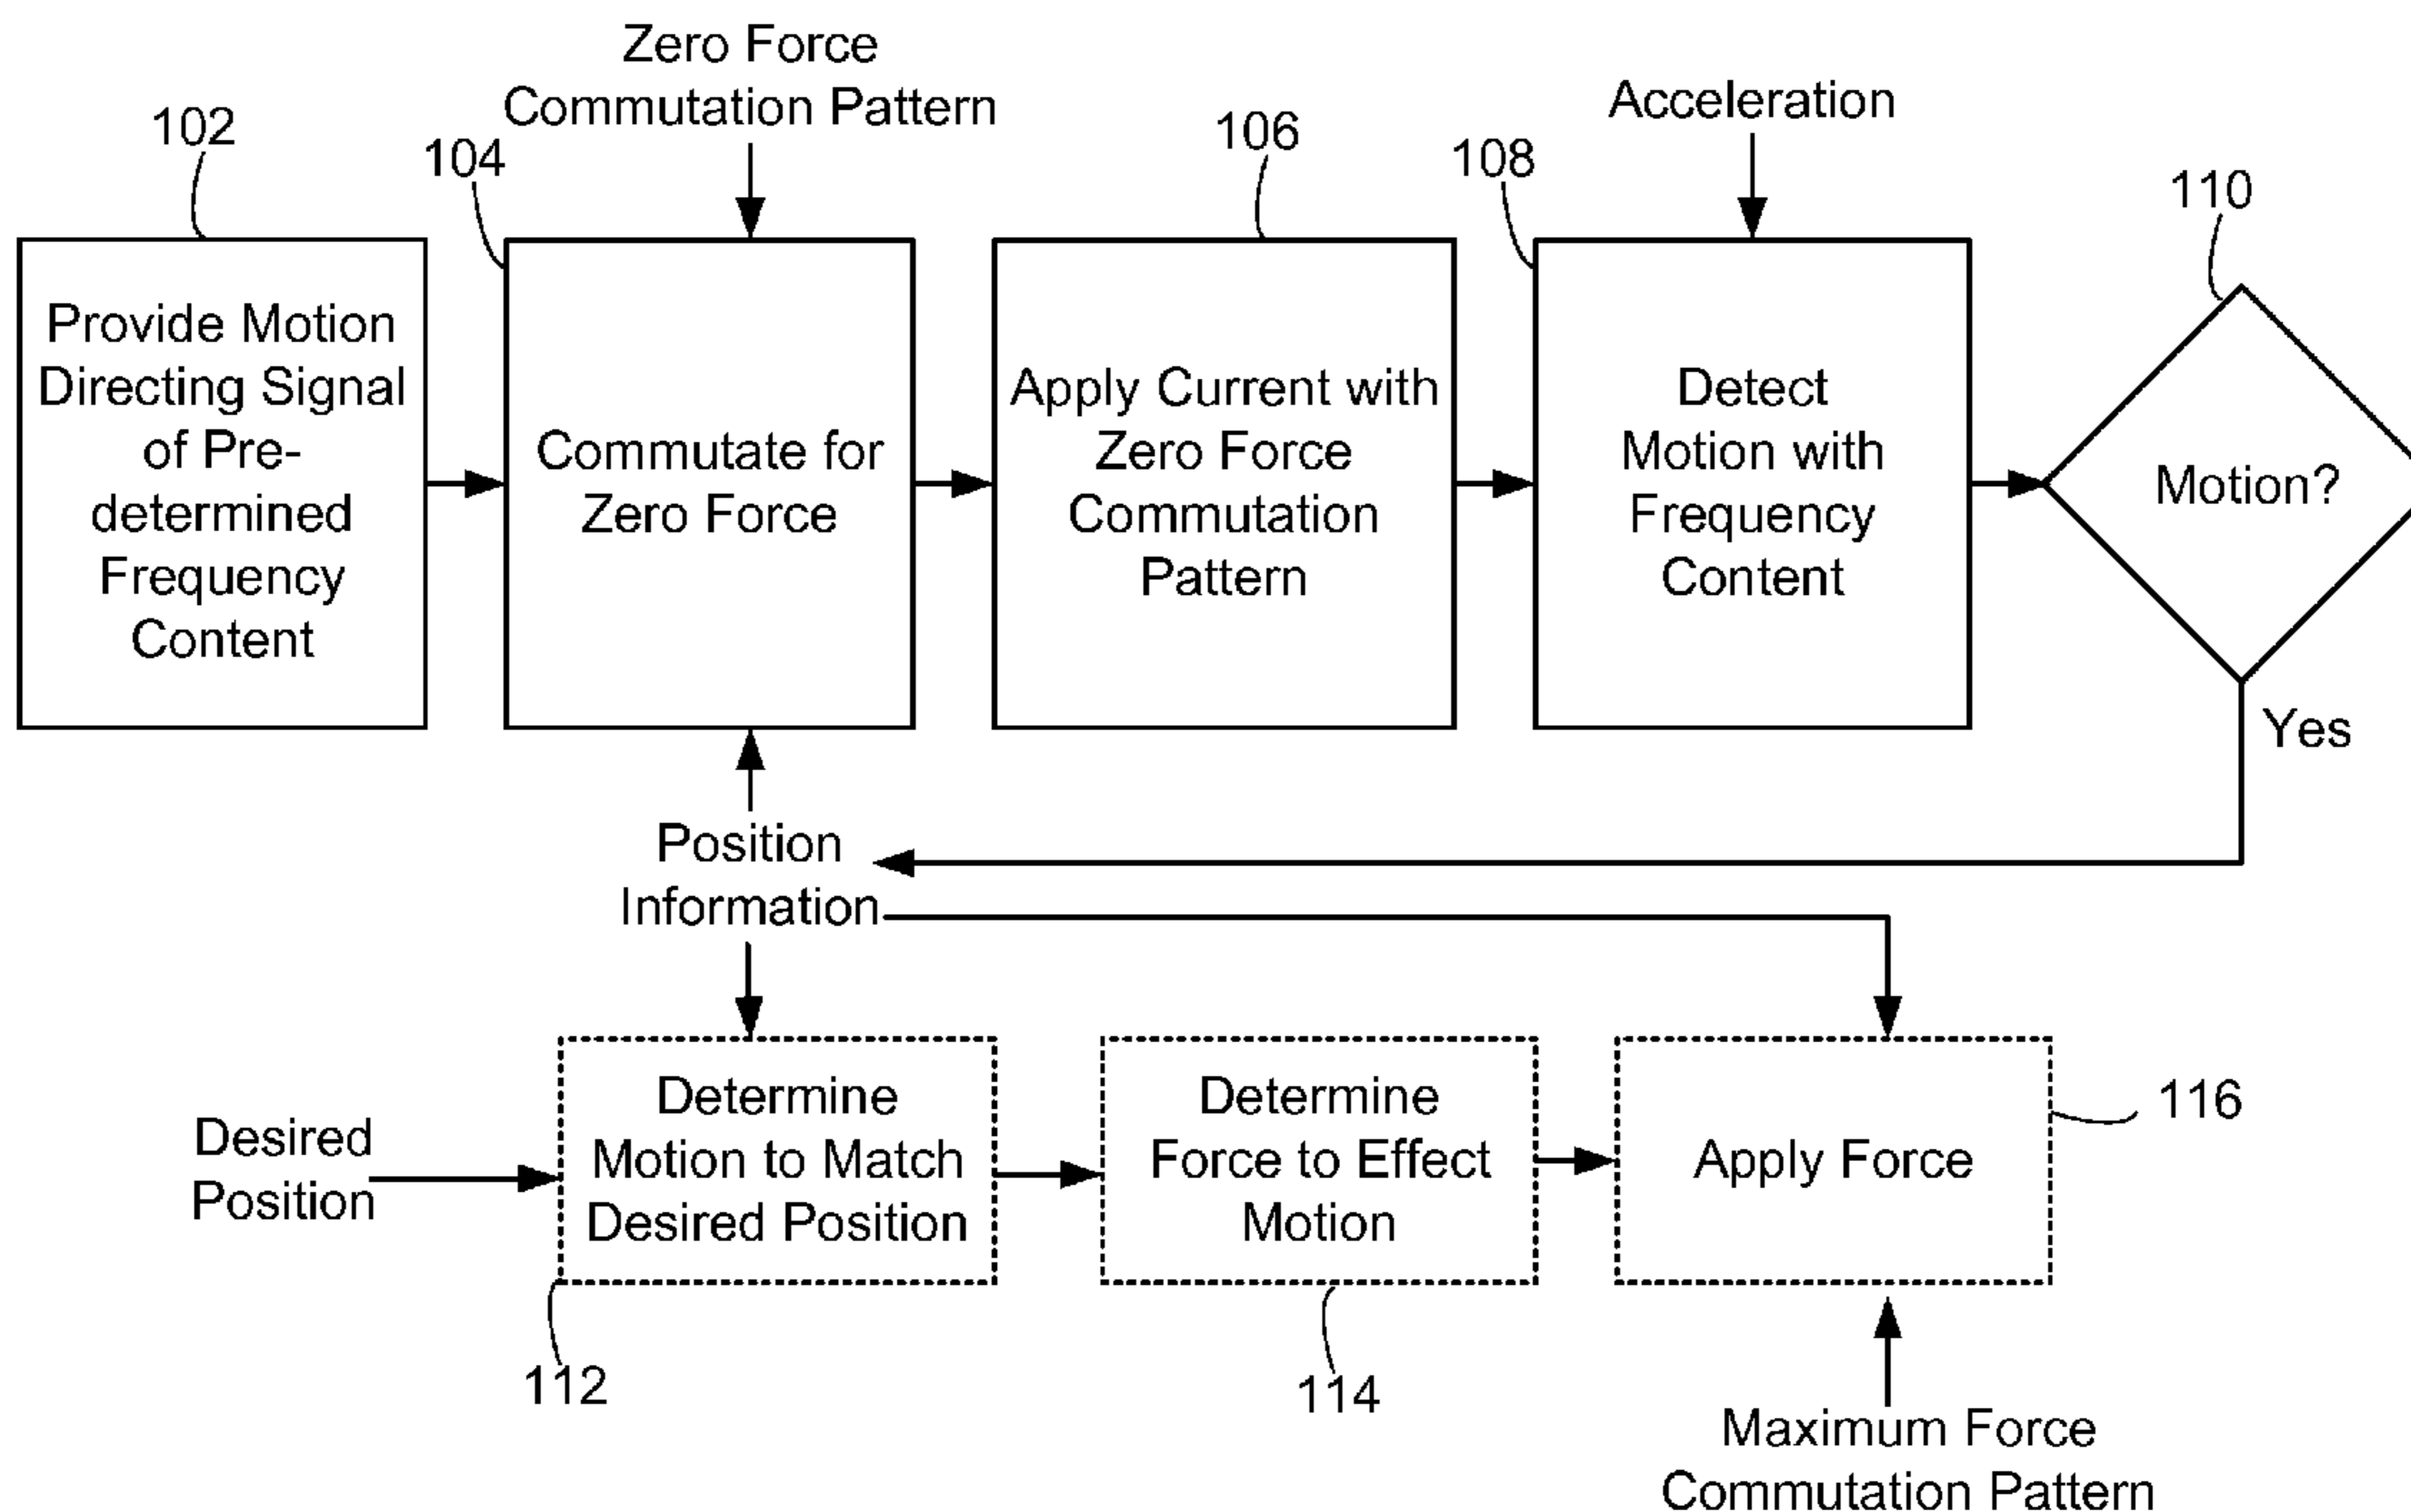 Zero Force
Commutation Pattern
Acceleration
102
104
106
108
110
Provide Motion
Directing Signal
of Pre-
determined
Frequency
Content
Commutate for
Zero Force
Apply Current with
Zero Force
Commutation
Pattern
Detect
Motion with
Frequency
Content
Motion?
Yes
Position
Information
Desired
Position
Determine
Motion to Match
Desired Position
Determine
Force to Effect
Motion
Apply Force
116
112
114
Maximum Force
Commutation Pattern